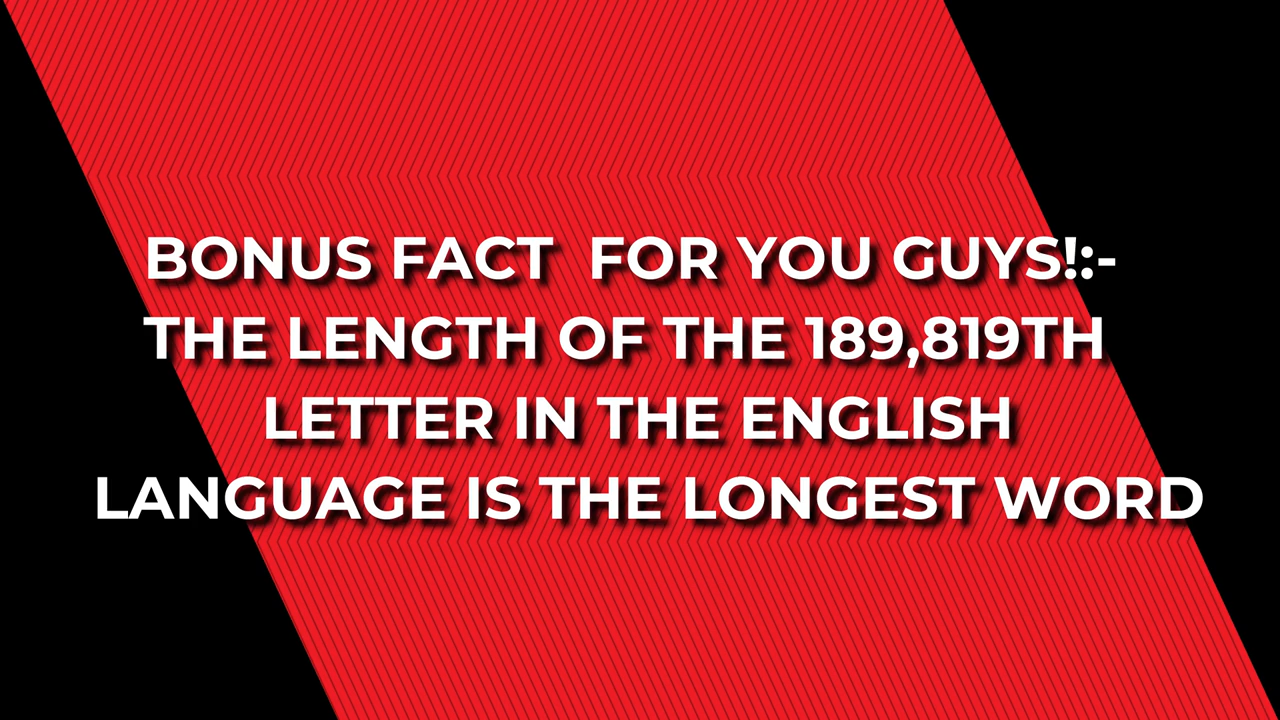 BONUS FACT  FOR YOU GUYS!:-
THE LENGTH OF THE 189,819TH
LETTER IN THE ENGLISH
LANGUAGE IS THE LONGEST WORD